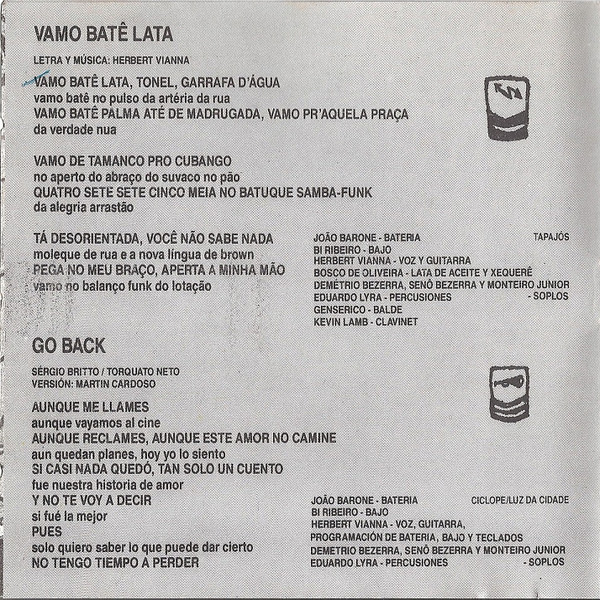 VAMO BATÊ LATA
LETRA Y MÚSICA: HERBERT VIANNA
VAMO BATÊ LATA, TONEL, GARRAFA D'ÁGUA
vamo batê no pulso da artéria da rua
VAMO BATÊ PALMA ATÉ DE MADRUGADA, VAMO PR'AQUELA PRAÇA
da verdade nua
VAMO DE TAMANCO PRO CUBANGO
no aperto do abraço do suvaco no pão
QUATRO SETE SETE CINCO MEIA NO BATUQUE SAMBA-FUNK
da alegria arrastão
TÁ DESORIENTADA, VOCÊ NÃO SABE NADA
moleque de rua e a nova língua de brown
PEGA NO MEU BRAÇO, APERTA A MINHA MÃO
vamo no balanço funk do lotação
JOÃO BARONE - BATERIA TAPAJÓS
BI RIBEIRO - BAJO
HERBERT VIANNA - VOZ Y GUITARRA
BOSCO DE OLIVEIRA - LATA DE ACEITE Y XEQUERÊ
DEMÉTRIO BEZERRA, SENÔ BEZERRA Y MONTEIRO JUNIOR
EDUARDO LYRA - PERCUSIONES - SOPLOS
GENSERICO - BALDE
KEVIN LAMB - CLAVINET
GO BACK
SÉRGIO BRITTO / TORQUATO NETO
VERSIÓN: MARTIN CARDOSO
AUNQUE ME LLAMES
aunque vayamos al cine
AUNQUE RECLAMES, AUNQUE ESTE AMOR NO CAMINE
aun quedan planes, hoy yo lo siento
SI CASI NADA QUEDÓ, TAN SOLO UN CUENTO
fue nuestra historia de amor
Y NO TE VOY A DECIR
si fué la mejor
PUES
solo quiero saber lo que puede dar cierto
NO TENGO TIEMPO A PERDER
JOÃO BARONE - BATERIA CICLOPE/LUZ DA CIDADE
BI RIBEIRO - BAJO
HERBERT VIANNA - VOZ, GUITARRA,
PROGRAMACIÓN DE BATERIA, BAJO Y TECLADOS
DEMETRIO BEZERRA, SENÔ BEZERRA Y MONTEIRO JUNIOR
EDUARDO LYRA - PERCUSIONES - SOPLOS